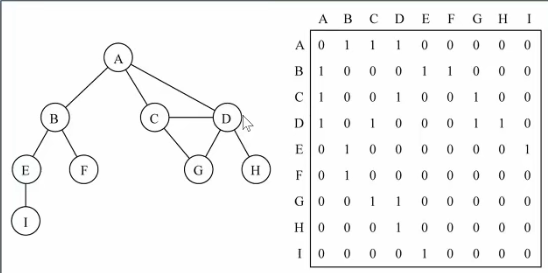 A
B
C
D
E
F
G
H
I
A B C D E F G H I
A 0 1 1 1 0 0 0 0 0
B 1 0 0 0 1 1 0 0 0
C 1 0 0 1 0 0 1 0 0
D 1 0 1 0 0 0 1 1 0
E 0 1 0 0 0 0 0 0 1
F 0 1 0 0 0 0 0 0 0
G 0 0 1 1 0 0 0 0 0
H 0 0 0 1 0 0 0 0 0
I 0 0 0 0 1 0 0 0 0